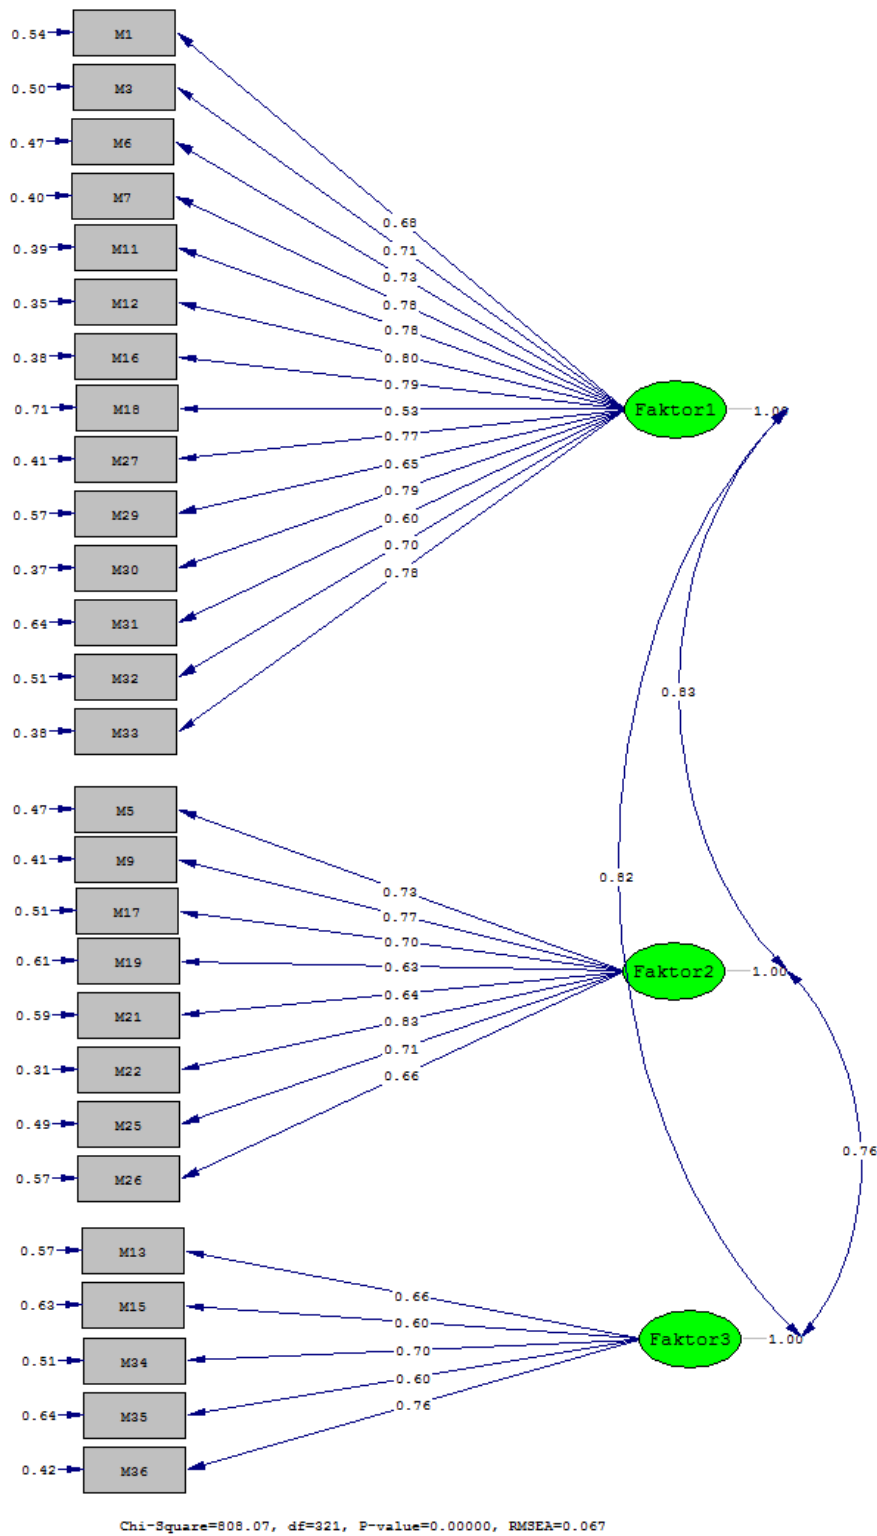 0.54 M1
0.50 M3
0.47 M6
0.40 M7
0.39 M11
0.35 M12
0.38 M16
0.71 M18
0.41 M27
0.57 M29
0.37 M30
0.64 M31
0.51 M32
0.38 M33
0.68
0.71
0.73
0.78
0.78
0.80
0.79
0.53
0.77
0.65
0.79
0.60
0.70
0.78
Faktor1 1.00
0.83
0.82
0.47 M5
0.41 M9
0.51 M17
0.61 M19
0.59 M21
0.31 M22
0.49 M25
0.57 M26
0.73
0.77
0.70
0.63
0.64
0.83
0.71
0.66
Faktor2 1.00
0.76
0.57 M13
0.63 M15
0.51 M34
0.64 M35
0.42 M36
0.66
0.60
0.70
0.60
0.76
Faktor3 1.00
Chi-Square=808.07, df=321, P-value=0.00000, RMSEA=0.067